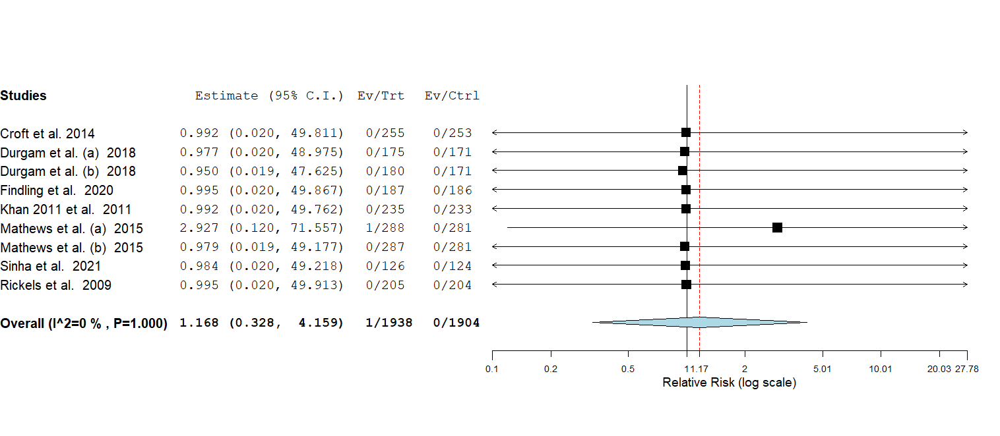 Studies Estimate (95% C.I.) Ev/Trt Ev/Ctrl
Croft et al. 2014 0.992 (0.020, 49.811) 0/255 0/253
Durgam et al. (a) 2018 0.977 (0.020, 48.975) 0/175 0/171
Durgam et al. (b) 2018 0.950 (0.019, 47.625) 0/180 0/171
Findling et al. 2020 0.995 (0.020, 49.867) 0/187 0/186
Khan 2011 et al. 2011 0.992 (0.020, 49.762) 0/235 0/233
Mathews et al. (a) 2015 2.927 (0.120, 71.557) 1/288 0/281
Mathews et al. (b) 2015 0.979 (0.019, 49.177) 0/287 0/281
Sinha et al. 2021 0.984 (0.020, 49.218) 0/126 0/124
Rickels et al. 2009 0.995 (0.020, 49.913) 0/205 0/204
Overall (I^2=0 % , P=1.000) 1.168 (0.328, 4.159) 1/1938 0/1904
0.1 0.2 0.5 11.17 2 5.01 10.01 20.03 27.78
Relative Risk (log scale)